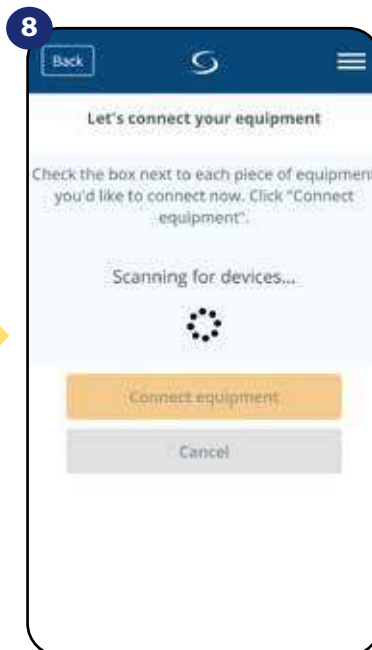 8
Back
Let's connect your equipment
Check the box next to each piece of equipment
you'd like to connect now. Click "Connect
equipment".
Scanning for devices...
Connect equipment
Cancel